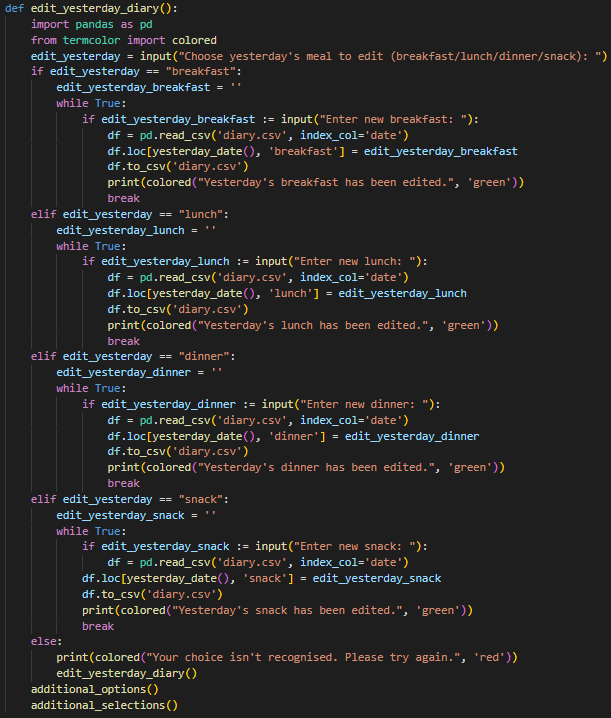 def edit_yesterday_diary():
    import pandas as pd
    from termcolor import colored
    edit_yesterday = input("Choose yesterday's meal to edit (breakfast/lunch/dinner/snack): ")
    if edit_yesterday == "breakfast":
        edit_yesterday_breakfast = ''
        while True:
            if edit_yesterday_breakfast := input("Enter new breakfast: "):
                df = pd.read_csv('diary.csv', index_col='date')
                df.loc[yesterday_date(), 'breakfast'] = edit_yesterday_breakfast
                df.to_csv('diary.csv')
                print(colored("Yesterday's breakfast has been edited.", 'green'))
                break
    elif edit_yesterday == "lunch":
        edit_yesterday_lunch = ''
        while True:
            if edit_yesterday_lunch := input("Enter new lunch: "):
                df = pd.read_csv('diary.csv', index_col='date')
                df.loc[yesterday_date(), 'lunch'] = edit_yesterday_lunch
                df.to_csv('diary.csv')
                print(colored("Yesterday's lunch has been edited.", 'green'))
                break
    elif edit_yesterday == "dinner":
        edit_yesterday_dinner = ''
        while True:
            if edit_yesterday_dinner := input("Enter new dinner: "):
                df = pd.read_csv('diary.csv', index_col='date')
                df.loc[yesterday_date(), 'dinner'] = edit_yesterday_dinner
                df.to_csv('diary.csv')
                print(colored("Yesterday's dinner has been edited.", 'green'))
                break
    elif edit_yesterday == "snack":
        edit_yesterday_snack = ''
        while True:
            if edit_yesterday_snack := input("Enter new snack: "):
                df = pd.read_csv('diary.csv', index_col='date')
            df.loc[yesterday_date(), 'snack'] = edit_yesterday_snack
            df.to_csv('diary.csv')
            print(colored("Yesterday's snack has been edited.", 'green'))
            break
    else:
        print(colored("Your choice isn't recognised. Please try again.", 'red'))
        edit_yesterday_diary()
    additional_options()
    additional_selections()